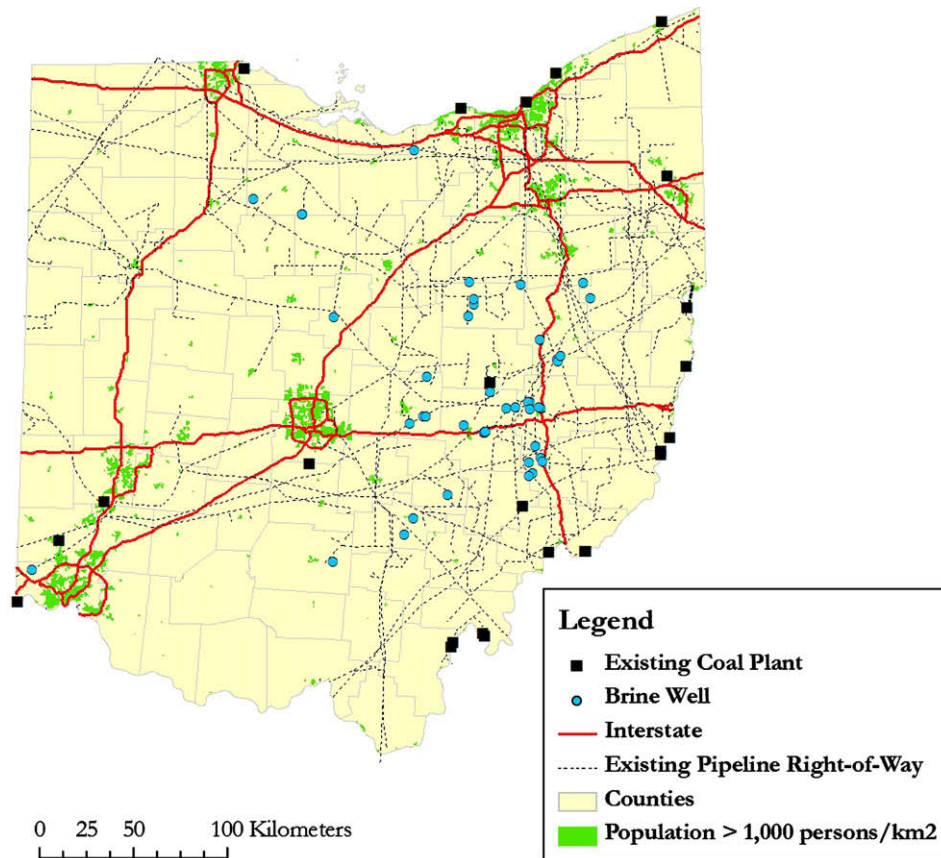 Legend
Existing Coal Plant
Brine Well
Interstate
Existing Pipeline Right-of-Way
Counties
Population > 1,000 persons/km2
0 25 50 100 Kilometers